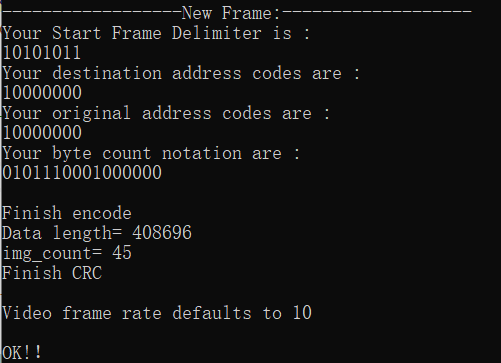 ------------------New Frame:-------------------
Your Start Frame Delimiter is :
10101011
Your destination address codes are :
10000000
Your original address codes are :
10000000
Your byte count notation are :
0101110001000000
Finish encode
Data length= 408696
img_count= 45
Finish CRC
Video frame rate defaults to 10
OK!!